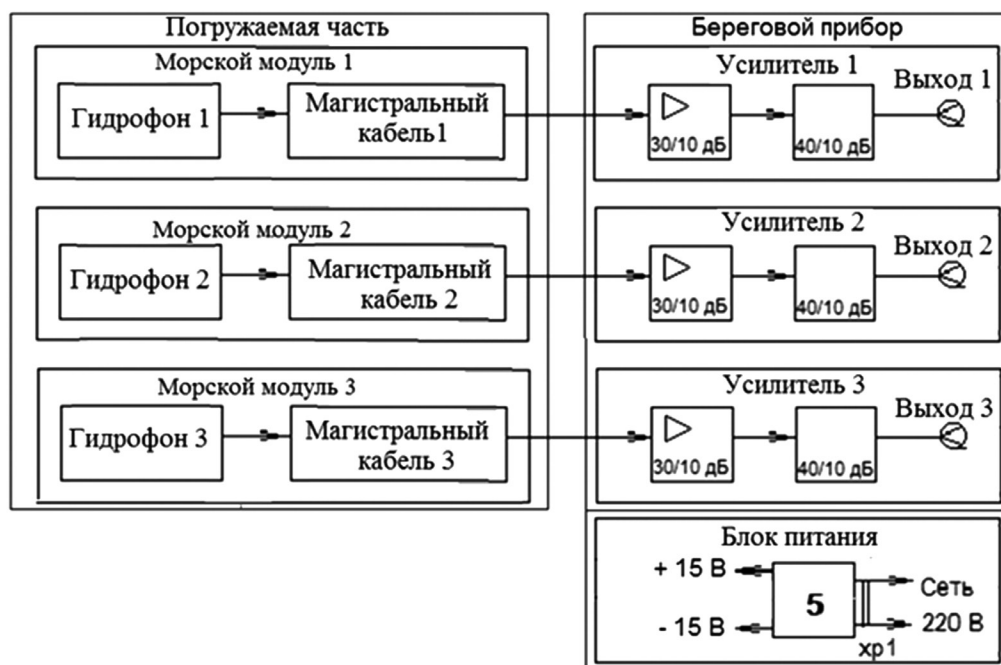 Погружаемая часть
Морской модуль 1
Гидрофон 1
Магистральный
кабель1
Морской модуль 2
Гидрофон 2
Магистральный
кабель 2
Морской модуль 3
Гидрофон 3
Магистральный
кабель 3
Береговой прибор
Усилитель 1
Выход 1
30/10 дБ
40/10 дБ
Усилитель 2
Выход 2
30/10 дБ
40/10 дБ
Усилитель 3
Выход 3
30/10 дБ
40/10 дБ
Блок питания
+ 15 В
- 15 В
5
Сеть
220 В
хр1